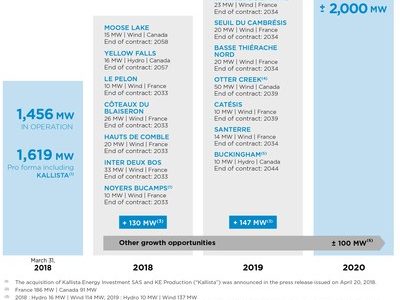 1,456 MW
IN OPERATION
1,619 MW
Pro forma including
KALLISTA(1)
March 31,
2018
MOOSE LAKE
15 MW | Wind | Canada
End of contract: 2058
YELLOW FALLS
16 MW | Hydro | Canada
End of contract: 2057
LE PELON
10 MW | Wind | France
End of contract: 2033
CÔTEAUX DU
BLAISERON
26 MW | Wind | France
End of contract: 2033
HAUTS DE COMBLE
20 MW | Wind | France
End of contract: 2033
INTER DEUX BOS
33 MW | Wind | France
End of contract: 2033
NOYERS BUCAMPS(1)
10 MW | Wind | France
End of contract: 2033
+ 130 MW(3)
2018
23 MW | Wind | France
End of contract: 2034
SEUIL DU CAMBRÉSIS
20 MW | Wind | France
End of contract: 2034
BASSE THIÉRACHE
NORD
20 MW | Wind | France
End of contract: 2034
OTTER CREEK(4)
50 MW | Wind | Canada
End of contract: 2039
CATÉSIS
10 MW | Wind | France
End of contract: 2034
SANTERRE
14 MW | Wind | France
End of contract: 2034
BUCKINGHAM(5)
10 MW | Hydro | Canada
End of contract: 2044
+ 147 MW(3)
2019
± 2,000 MW
Other growth opportunities
± 100 MW(6)
2020
(1) The acquisition of Kallista Energy Investment SAS and KE Production ("Kallista") was announced in the press release issued on April 20, 2018.
(2) France 186 MW | Canada 91 MW
(3) 2018 : Hydro 16 MW | Wind 114 MW, 2019 : Hydro 10 MW | Wind 137 MW